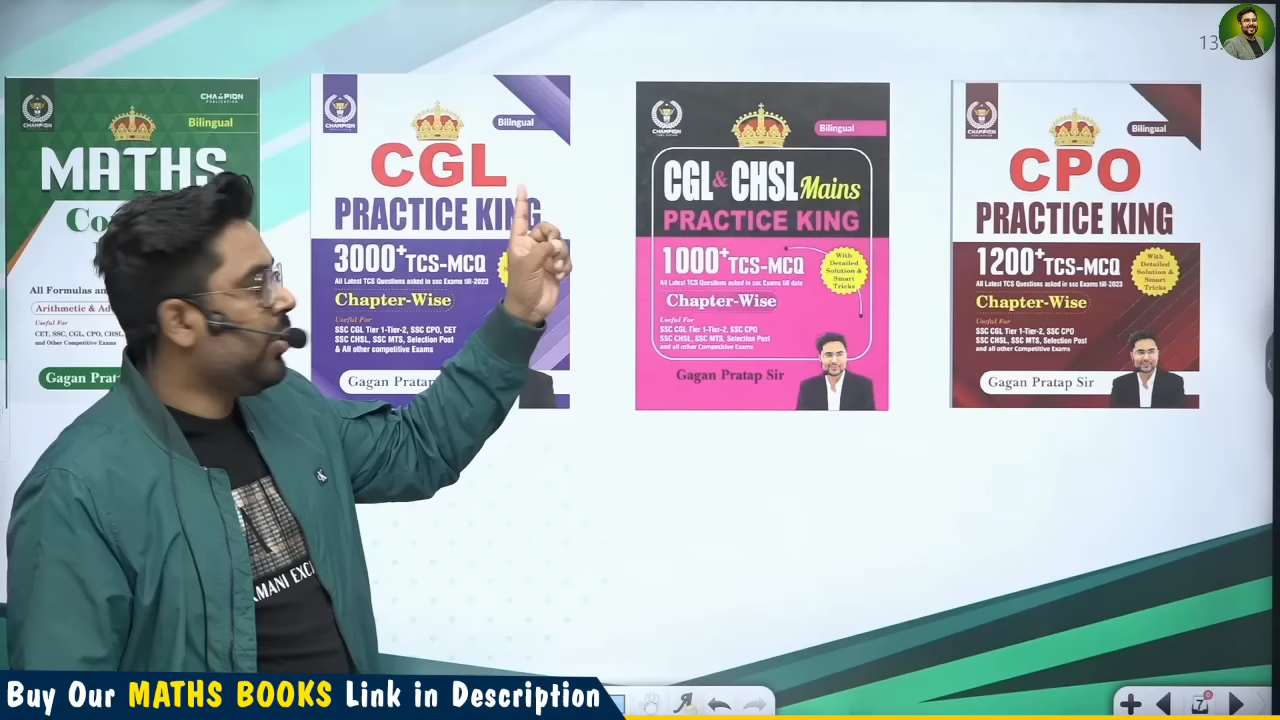 13
CHAMPION
CHAMPION
PUBLICATION
Bilingual
MATHS
All Formulas
Arithmetic &
Useful For
CET, SSC, CGL, CPO, CHSL,
and Other Competitive Exams
Gagan
CHAMPION
Bilingual
CGL
PRACTICE KING
3000+ TCS-MCQ
All Latest TCS Questions asked in ssc Exams till-2023
Chapter-Wise
Useful For
SSC CGL Tier 1-Tier-2, SSC CPO, CET
SSC CHSL, SSC MTS, Selection Post
& All other competitive Exams
Gagan Pratap
CHAMPION
Bilingual
CGL & CHSL Mains
PRACTICE KING
1000+ TCS-MCQ
All Latest TCS Questions asked in ssc Exams till date
Chapter-Wise
With
Detailed
Solution &
Smart
Tricks
Useful For
SSC CGL Tier 1-Tier-2, SSC CPO
SSC CHSL, SSC MTS, Selection Post
and all other Competitive Exams
Gagan Pratap Sir
CHAMPION
Bilingual
CPO
PRACTICE KING
1200+ TCS-MCQ
All Latest TCS Questions asked in ssc Exams till-2023
Chapter-Wise
With
Detailed
Solution &
Smart
Tricks
Useful For
SSC CGL Tier 1-Tier-2, SSC CPO
SSC CHSL, SSC MTS, Selection Post
and all other Competitive Exams
Gagan Pratap Sir
Buy Our MATHS BOOKS Link in Description
7